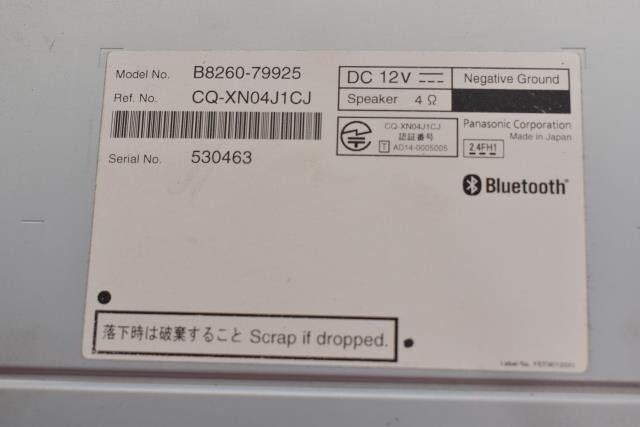 Model No. B8260-79925
Ref. No. CQ-XN04J1CJ
Serial No. 530463
DC 12V
Negative Ground
Speaker 4 Ω
CQ-XN04J1CJ
認証番号
T AD14-0005005
Panasonic Corporation
Made in Japan
2.4FH1
Bluetooth
落下時は破棄すること Scrap if dropped.
Label No.